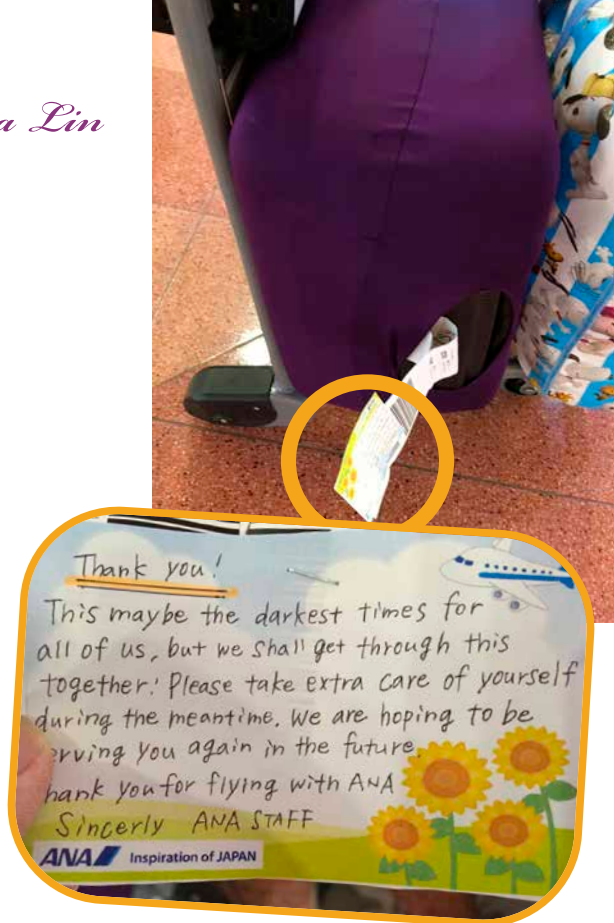 a Lin
Thank you!
This maybe the darkest times for
all of us, but we shall get through this
together! Please take extra care of yourself
during the meantime. We are hoping to be
erving you again in the future.
hank you for flying with ANA
Sincerly ANA STAFF
ANA Inspiration of JAPAN